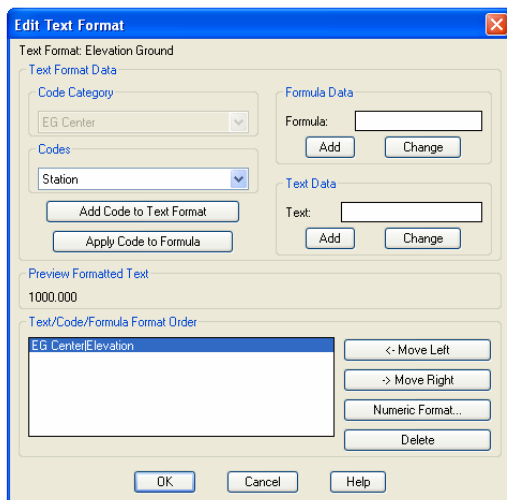 Edit Text Format
Text Format: Elevation Ground
Text Format Data
Code Category
EG Center
Codes
Station
Add Code to Text Format
Apply Code to Formula
Formula Data
Formula:
Add
Change
Text Data
Text:
Add
Change
Preview Formatted Text
1000.000
Text/Code/Formula Format Order
EG Center|Elevation
<- Move Left
-> Move Right
Numeric Format...
Delete
OK
Cancel
Help